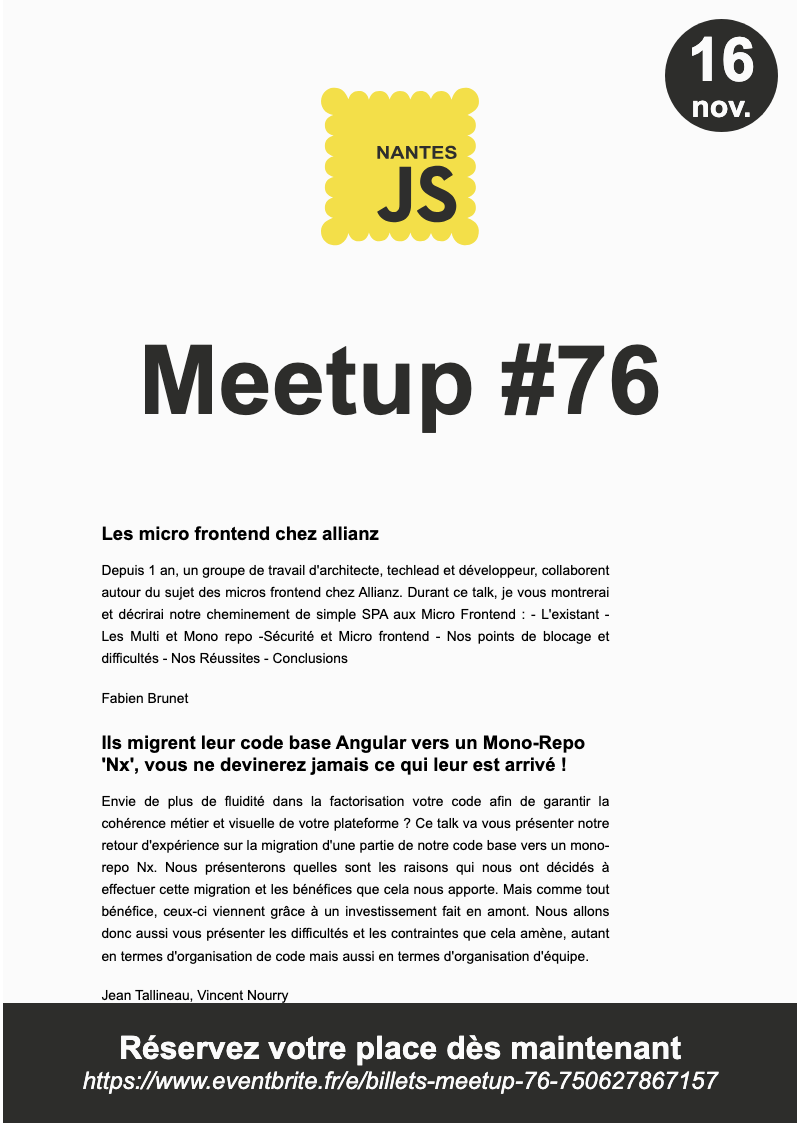 16
nov.
NANTES
JS
Meetup #76
Les micro frontend chez allianz
Depuis 1 an, un groupe de travail d'architecte, techlead et développeur, collaborent
autour du sujet des micros frontend chez Allianz. Durant ce talk, je vous montrerai
et décrirai notre cheminement de simple SPA aux Micro Frontend : - L'existant -
Les Multi et Mono repo -Sécurité et Micro frontend - Nos points de blocage et
difficultés - Nos Réussites - Conclusions
Fabien Brunet
Ils migrent leur code base Angular vers un Mono-Repo
'Nx', vous ne devinerez jamais ce qui leur est arrivé !
Envie de plus de fluidité dans la factorisation votre code afin de garantir la
cohérence métier et visuelle de votre plateforme ? Ce talk va vous présenter notre
retour d'expérience sur la migration d'une partie de notre code base vers un mono-
repo Nx. Nous présenterons quelles sont les raisons qui nous ont décidés à
effectuer cette migration et les bénéfices que cela nous apporte. Mais comme tout
bénéfice, ceux-ci viennent grâce à un investissement fait en amont. Nous allons
donc aussi vous présenter les difficultés et les contraintes que cela amène, autant
en termes d'organisation de code mais aussi en termes d'organisation d'équipe.
Jean Tallineau, Vincent Nourry
Réservez votre place dès maintenant
https://www.eventbrite.fr/e/billets-meetup-76-750627867157